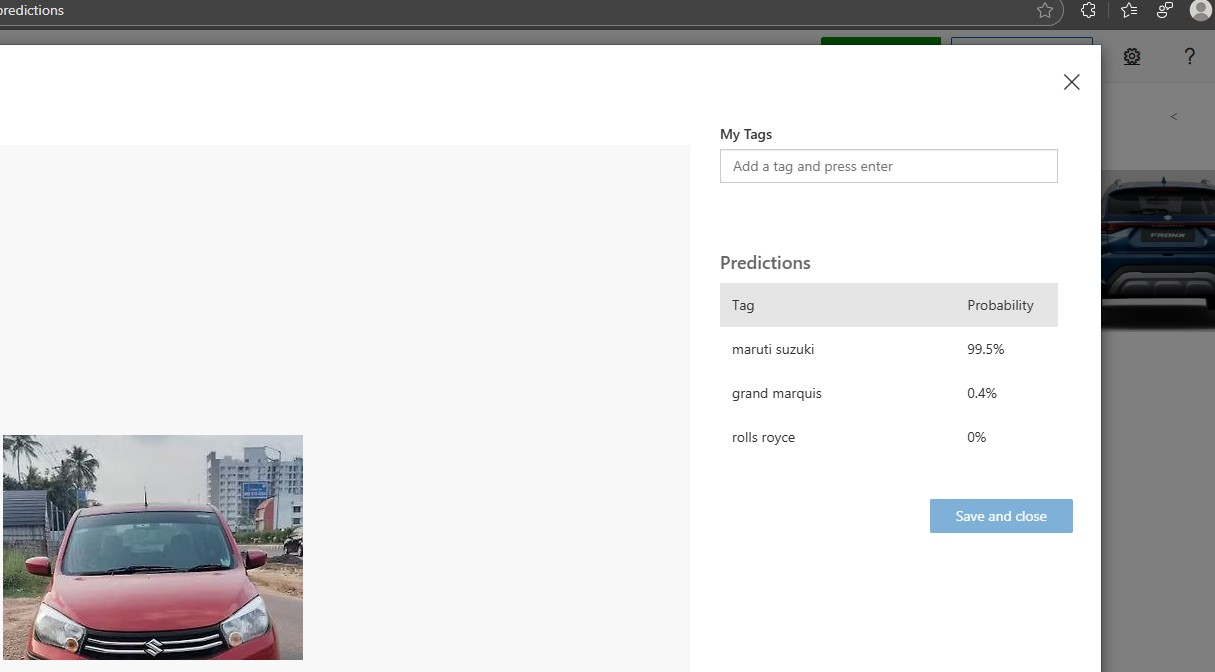 predictions
?
<
My Tags
Add a tag and press enter
FRONX
Predictions
Tag Probability
maruti suzuki 99.5%
grand marquis 0.4%
rolls royce 0%
Save and close